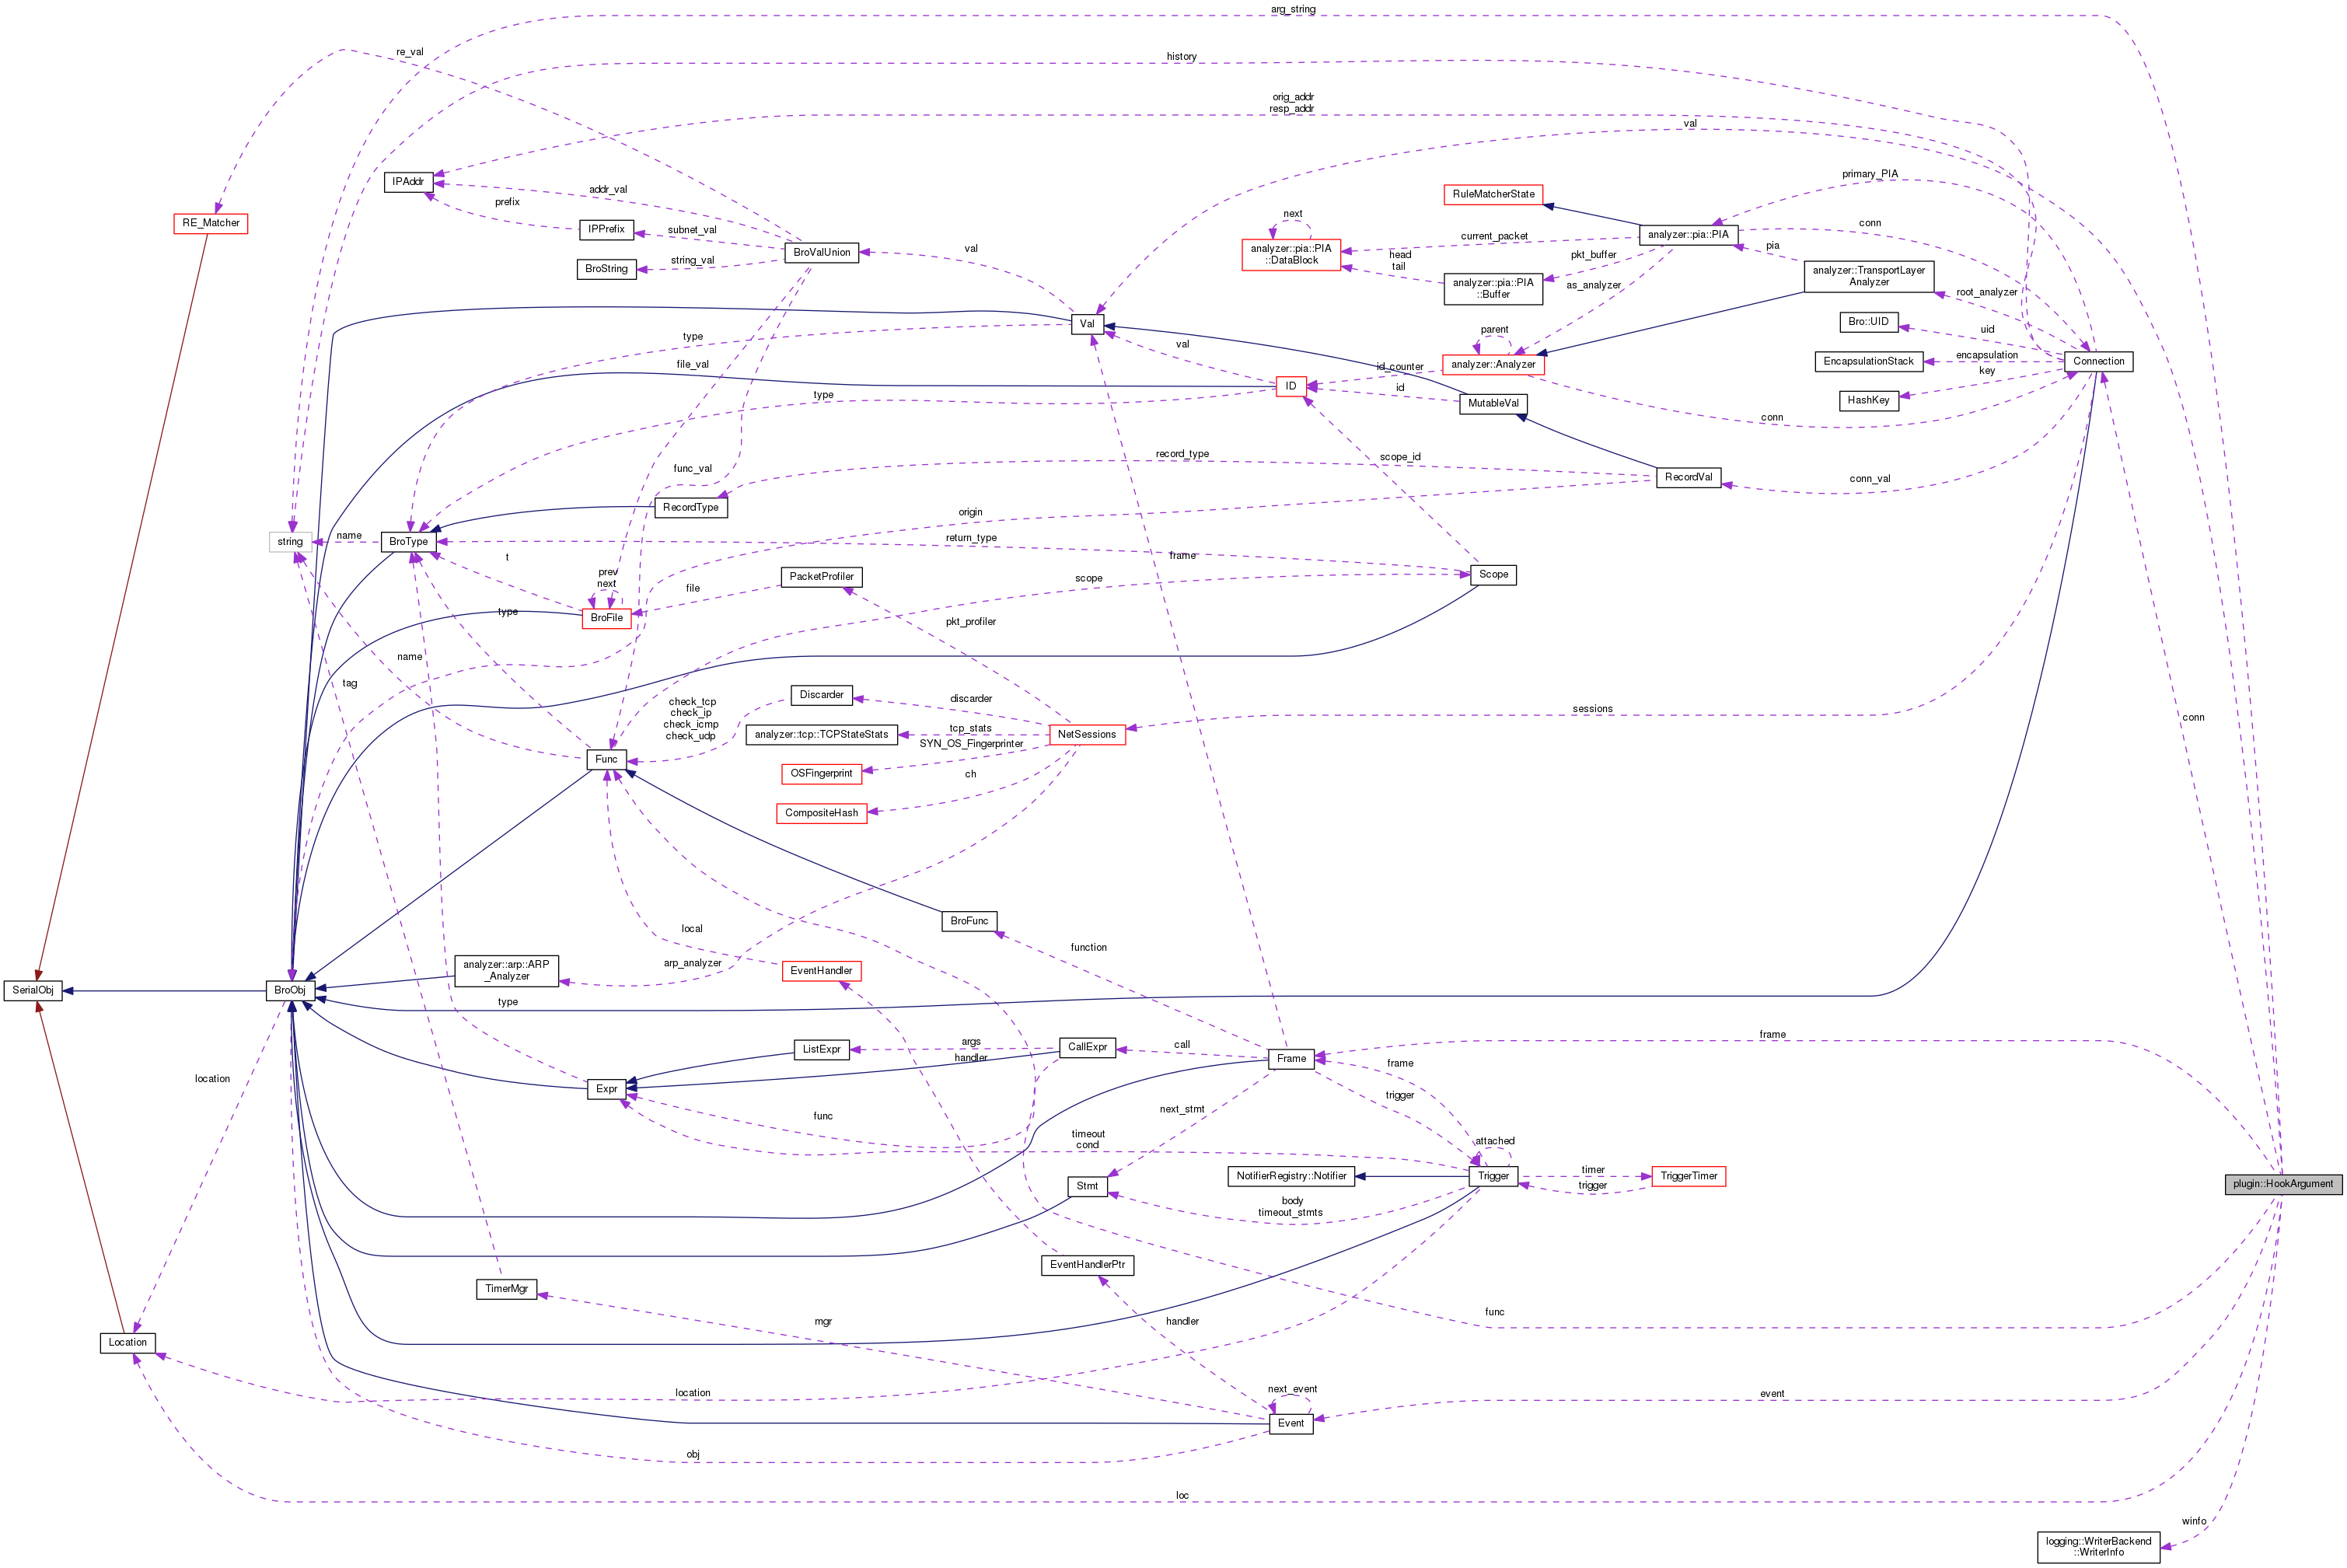 arg_string
re_val
history
orig_addr
resp_addr
val
IPAddr
addr_val
primary_PIA
RuleMatcherState
prefix
RE_Matcher
IPPrefix
subnet_val
next
current_packet
analyzer::pia::PIA
conn
val
BroValUnion
analyzer::pia::PIA
::DataBlock
pia
BroString
string_val
head
tail
pkt_buffer
analyzer::TransportLayer
Analyzer
analyzer::pia::PIA
::Buffer
as_analyzer
root_analyzer
Val
Bro::UID
uid
type
val
parent
file_val
id_counter
analyzer::Analyzer
EncapsulationStack
encapsulation
Connection
key
type
ID
id
MutableVal
HashKey
conn
func_val
record_type
scope_id
RecordVal
conn_val
RecordType
origin
string
name
BroType
return_type
t
frame
prev
next
PacketProfiler
scope
Scope
file
type
BroFile
pkt_profiler
name
tag
check_tcp
check_ip
check_icmp
check_udp
Discarder
discarder
sessions
conn
analyzer::tcp::TCPStateStats
tcp_stats
NetSessions
SYN_OS_Fingerprinter
Func
OSFingerprint
ch
CompositeHash
BroFunc
local
function
arp_analyzer
analyzer::arp::ARP
_Analyzer
EventHandler
SerialObj
BroObj
type
frame
args
call
ListExpr
CallExpr
Frame
handler
frame
location
Expr
trigger
next_stmt
func
timeout
cond
attached
NotifierRegistry::Notifier
Trigger
timer
TriggerTimer
trigger
Stmt
plugin::HookArgument
body
timeout_stmts
EventHandlerPtr
TimerMgr
func
mgr
handler
Location
location
next_event
event
Event
obj
loc
winfo
logging::WriterBackend
::WriterInfo